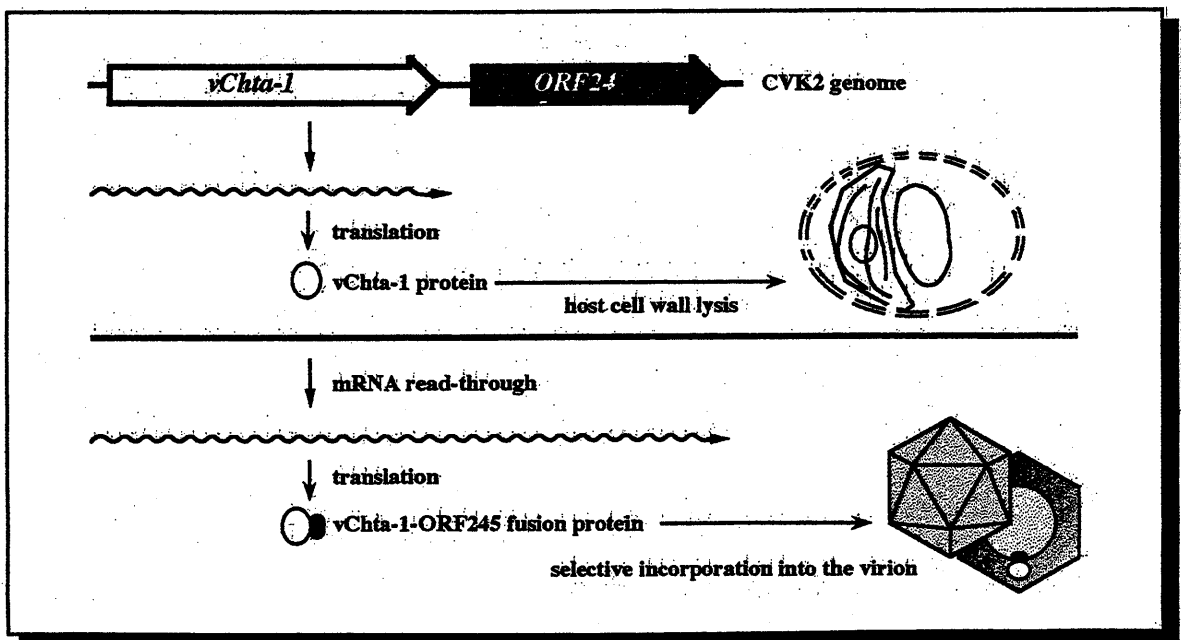 vChta-1
ORF24
CVK2 genome
translation
vChta-1 protein
host cell wall lysis
mRNA read-through
translation
vChta-1-ORF245 fusion protein
selective incorporation into the virion